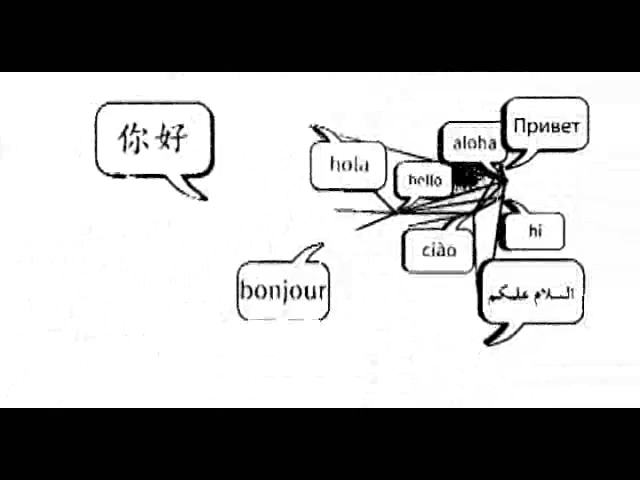 你好
hola
hello
aloha
Привет
ciào
hi
bonjour
السلام عليكم